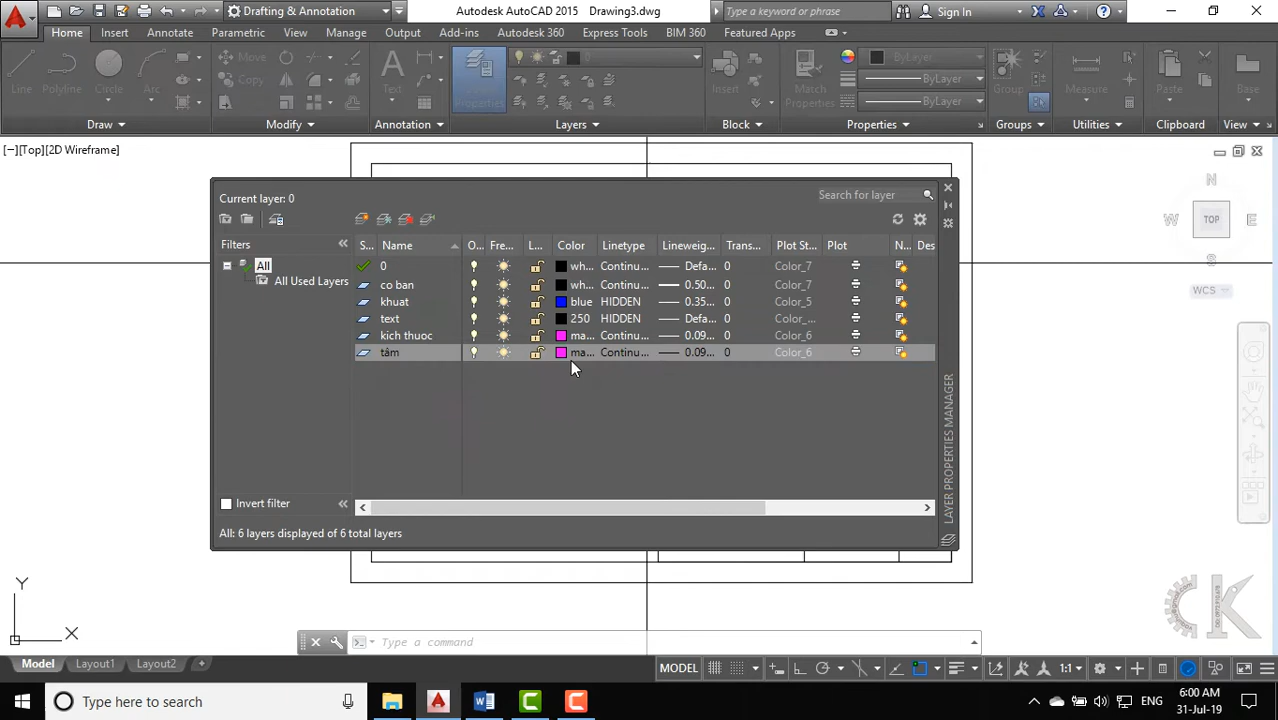 Drafting & Annotation
Autodesk AutoCAD 2015 Drawing3.dwg
Type a keyword or phrase
Sign In
Home Insert Annotate Parametric View Manage Output Add-ins Autodesk 360 Express Tools BIM 360 Featured Apps
Line Polyline Circle Arc
Move
Copy
Text
Properties
0
Insert
Match
Properties
ByLayer
ByLayer
ByLayer
Group
Measure
Paste
Base
Draw Modify Annotation Layers Block Properties Groups Utilities Clipboard View
[−][Top][2D Wireframe]
N
W TOP E
S
WCS
Current layer: 0
Search for layer
Filters
All
All Used Layers
Invert filter
S... Name O... Fre... L... Color Linetype Lineweig... Trans... Plot St... Plot N... Des
0 wh... Continu... Defa... 0 Color_7
co ban wh... Continu... 0.50... 0 Color_7
khuat blue HIDDEN 0.35... 0 Color_5
text 250 HIDDEN Defa... 0 Color_...
kich thuoc ma... Continu... 0.09... 0 Color_6
tâm ma... Continu... 0.09... 0 Color_6
All: 6 layers displayed of 6 total layers
LAYER PROPERTIES MANAGER
Y
X
Type a command
Model Layout1 Layout2
MODEL
1:1
Type here to search
ENG
6:00 AM
31-Jul-19